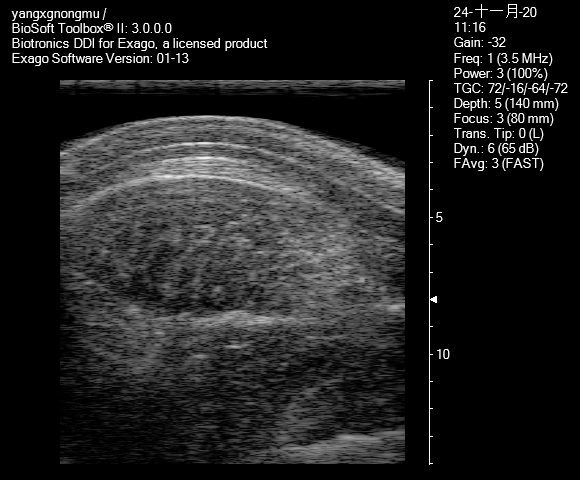 yangxgnongmu /
BioSoft Toolbox® II: 3.0.0.0
Biotronics DDI for Exago, a licensed product
Exago Software Version: 01-13
24-十一月-20
11:16
Gain: -32
Freq: 1 (3.5 MHz)
Power: 3 (100%)
TGC: 72/-16/-64/-72
Depth: 5 (140 mm)
Focus: 3 (80 mm)
Trans. Tip: 0 (L)
Dyn.: 6 (65 dB)
FAvg: 3 (FAST)
5
10